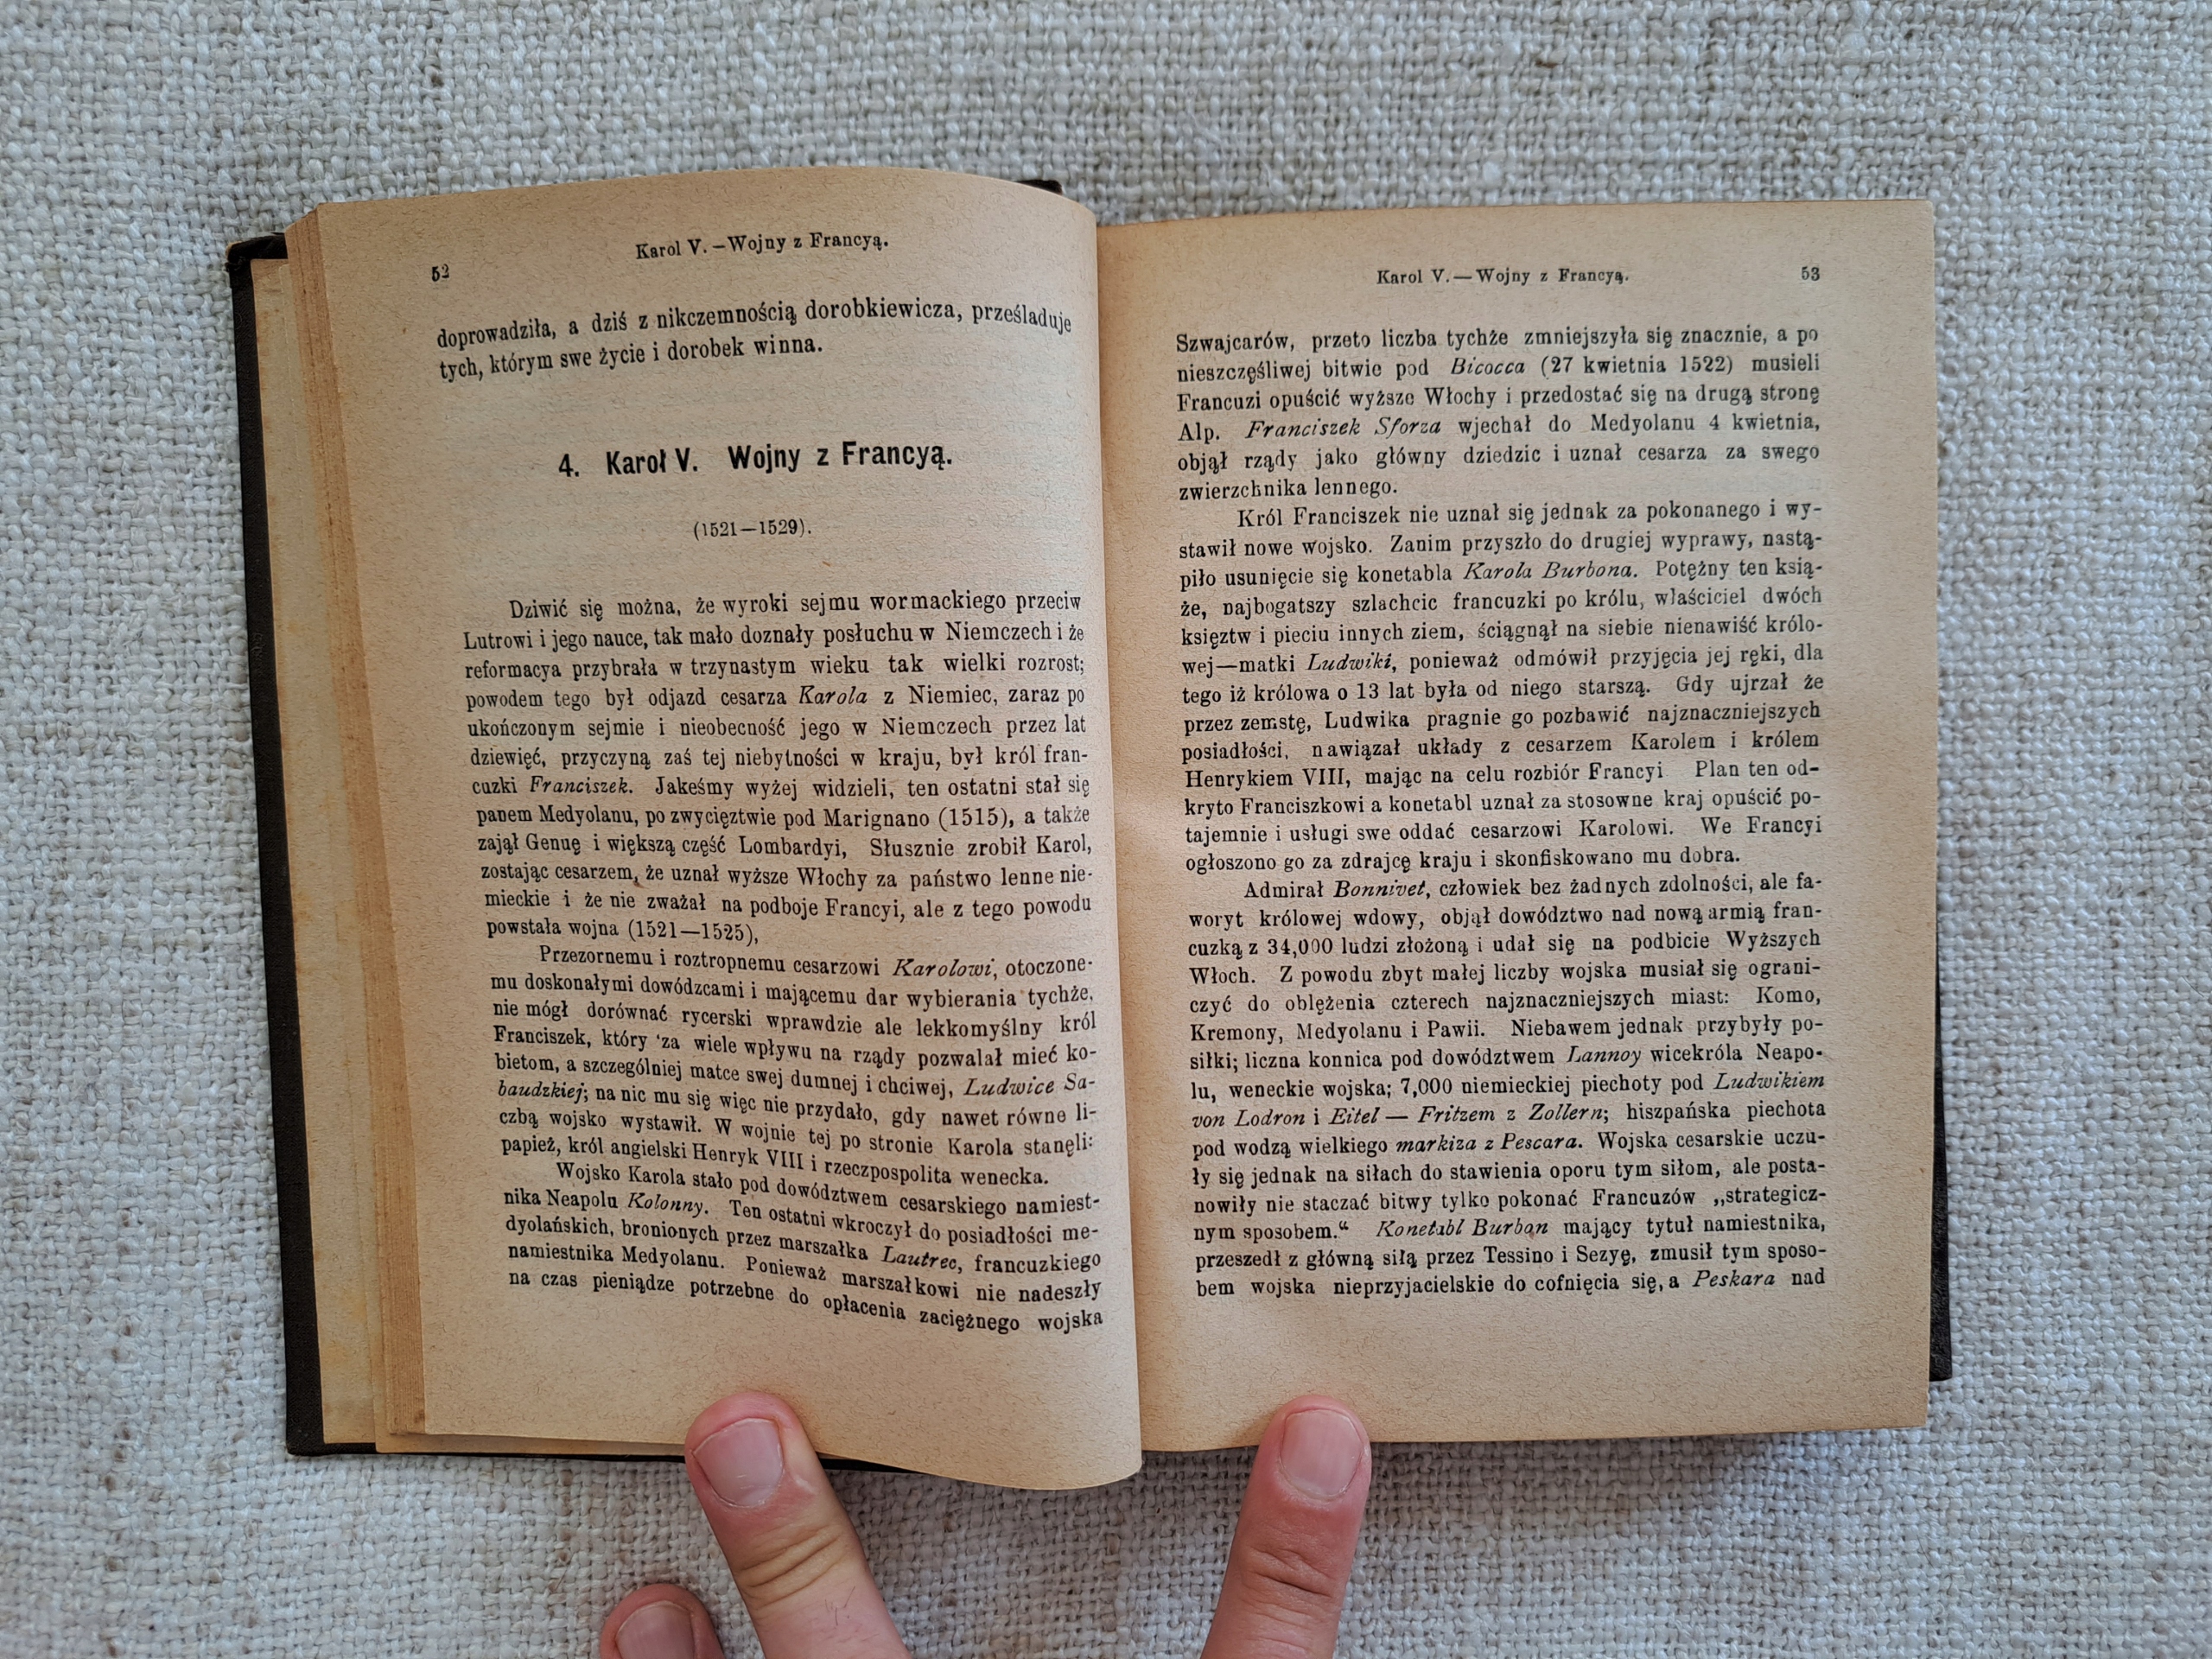 52
Karol V. —Wojny z Francyą.
doprowadziła, a dziś z nikczemnością dorobkiewicza, prześladuje
tych, którym swe życie i dorobek winna.
4. Karol V. Wojny z Francyą.
(1521—1529).
Dziwić się można, że wyroki sejmu wormackiego przeciw
Lutrowi i jego nauce, tak mało doznały posłuchu w Niemczech i że
reformacya przybrała w trzynastym wieku tak wielki rozrost;
powodem tego był odjazd cesarza Karola z Niemiec, zaraz po
ukończonym sejmie i nieobecność jego w Niemczech przez lat
dziewięć, przyczyną zaś tej niebytności w kraju, był król fran-
cuzki Franciszek. Jakeśmy wyżej widzieli, ten ostatni stał się
panem Medyolanu, po zwycięztwie pod Marignano (1515), a także
zajął Genuę i większą część Lombardyi, Słusznie zrobił Karol,
zostając cesarzem, że uznał wyższe Włochy za państwo lenne nie-
mieckie i że nie zważał na podboje Francyi, ale z tego powodu
powstała wojna (1521—1525),
Przezornemu i roztropnemu cesarzowi Karolowi, otoczone-
mu doskonałymi dowódzcami i mającemu dar wybierania tychże,
nie mógł dorównać rycerski wprawdzie ale lekkomyślny król
Franciszek, który za wiele wpływu na rządy pozwalał mieć ko-
bietom, a szczególniej matce swej dumnej i chciwej, Ludwice Sa-
baudzkiej; na nic mu się więc nie przydało, gdy nawet równe li-
czbą wojsko wystawił. W wojnie tej po stronie Karola stanęli:
papież, król angielski Henryk VIII i rzeczpospolita wenecka.
Wojsko Karola stało pod dowództwem cesarskiego namiest-
nika Neapolu Kolonny. Ten ostatni wkroczył do posiadłości me-
dyolańskich, bronionych przez marszałka Lautrec, francuzkiego
namiestnika Medyolanu. Ponieważ marszałkowi nie nadeszły
na czas pieniądze potrzebne do opłacenia zaciężnego wojska
Karol V.—Wojny z Francyą.
53
Szwajcarów, przeto liczba tychże zmniejszyła się znacznie, a po
nieszczęśliwej bitwie pod Bicocca (27 kwietnia 1522) musieli
Francuzi opuścić wyższe Włochy i przedostać się na drugą stronę
Alp. Franciszek Sforza wjechał do Medyolanu 4 kwietnia,
objął rządy jako główny dziedzic i uznał cesarza za swego
zwierzchnika lennego.
Król Franciszek nie uznał się jednak za pokonanego i wy-
stawił nowe wojsko. Zanim przyszło do drugiej wyprawy, nastą-
piło usunięcie się konetabla Karola Burbona. Potężny ten ksią-
że, najbogatszy szlachcic francuzki po królu, właściciel dwóch
księztw i pieciu innych ziem, ściągnął na siebie nienawiść królo-
wej—matki Ludwiki, ponieważ odmówił przyjęcia jej ręki, dla
tego iż królowa o 13 lat była od niego starszą. Gdy ujrzał że
przez zemstę, Ludwika pragnie go pozbawić najznaczniejszych
posiadłości, nawiązał układy z cesarzem Karolem i królem
Henrykiem VIII, mając na celu rozbiór Francyi Plan ten od-
kryto Franciszkowi a konetabl uznał za stosowne kraj opuścić po-
tajemnie i usługi swe oddać cesarzowi Karolowi. We Francyi
ogłoszono go za zdrajcę kraju i skonfiskowano mu dobra.
Admirał Bonnivet, człowiek bez żadnych zdolności, ale fa-
woryt królowej wdowy, objął dowództwo nad nową armią fran-
cuzką z 34,000 ludzi złożoną i udał się na podbicie Wyższych
Włoch. Z powodu zbyt małej liczby wojska musiał się ograni-
czyć do oblężenia czterech najznaczniejszych miast: Komo,
Kremony, Medyolanu i Pawii. Niebawem jednak przybyły po-
siłki; liczna konnica pod dowództwem Lannoy wicekróla Neapo-
lu, weneckie wojska; 7,000 niemieckiej piechoty pod Ludwikiem
von Lodron i Eitel — Fritzem z Zollern; hiszpańska piechota
pod wodzą wielkiego markiza z Pescara. Wojska cesarskie uczu-
ły się jednak na siłach do stawienia oporu tym siłom, ale posta-
nowiły nie staczać bitwy tylko pokonać Francuzów „strategicz-
nym sposobem.“ Konetabl Burbon mający tytuł namiestnika,
przeszedł z główną siłą przez Tessino i Sezyę, zmusił tym sposo-
bem wojska nieprzyjacielskie do cofnięcia się, a Peskara nad